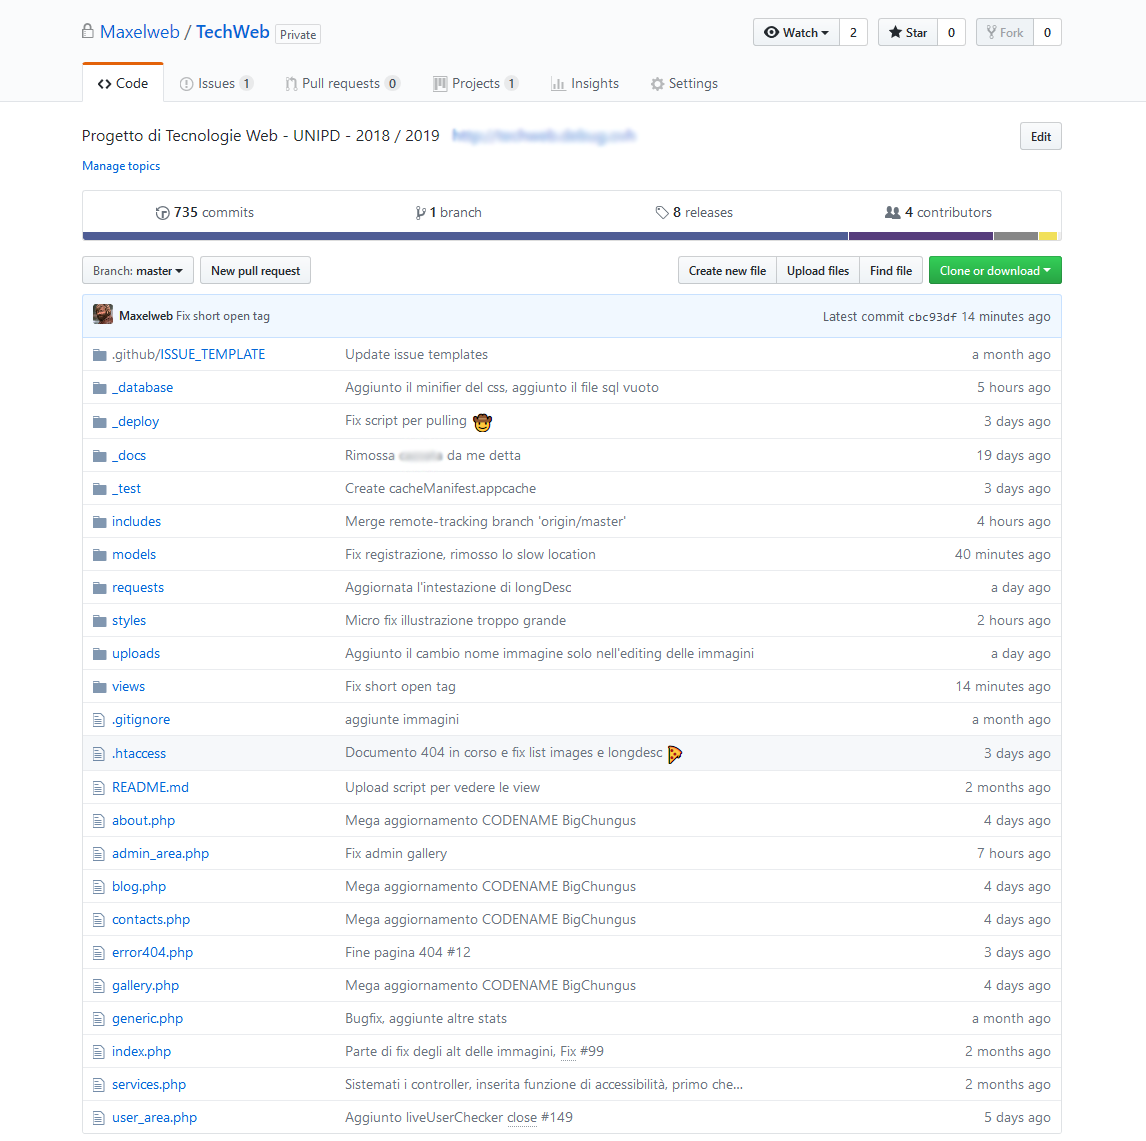 Maxelweb / TechWeb Private
Watch 2 Star 0 Fork 0
Code Issues 1 Pull requests 0 Projects 1 Insights Settings
Progetto di Tecnologie Web - UNIPD - 2018 / 2019
Edit
Manage topics
735 commits 1 branch 8 releases 4 contributors
Branch: master New pull request Create new file Upload files Find file Clone or download
Maxelweb Fix short open tag Latest commit cbc93df 14 minutes ago
.github/ISSUE_TEMPLATE Update issue templates a month ago
_database Aggiunto il minifier del css, aggiunto il file sql vuoto 5 hours ago
_deploy Fix script per pulling 3 days ago
_docs Rimossa da me detta 19 days ago
_test Create cacheManifest.appcache 3 days ago
includes Merge remote-tracking branch 'origin/master' 4 hours ago
models Fix registrazione, rimosso lo slow location 40 minutes ago
requests Aggiornata l'intestazione di longDesc a day ago
styles Micro fix illustrazione troppo grande 2 hours ago
uploads Aggiunto il cambio nome immagine solo nell'editing delle immagini a day ago
views Fix short open tag 14 minutes ago
.gitignore aggiunte immagini a month ago
.htaccess Documento 404 in corso e fix list images e longdesc 3 days ago
README.md Upload script per vedere le view 2 months ago
about.php Mega aggiornamento CODENAME BigChungus 4 days ago
admin_area.php Fix admin gallery 7 hours ago
blog.php Mega aggiornamento CODENAME BigChungus 4 days ago
contacts.php Mega aggiornamento CODENAME BigChungus 4 days ago
error404.php Fine pagina 404 #12 3 days ago
gallery.php Mega aggiornamento CODENAME BigChungus 4 days ago
generic.php Bugfix, aggiunte altre stats a month ago
index.php Parte di fix degli alt delle immagini, Fix #99 2 months ago
services.php Sistemati i controller, inserita funzione di accessibilità, primo che... 2 months ago
user_area.php Aggiunto liveUserChecker close #149 5 days ago